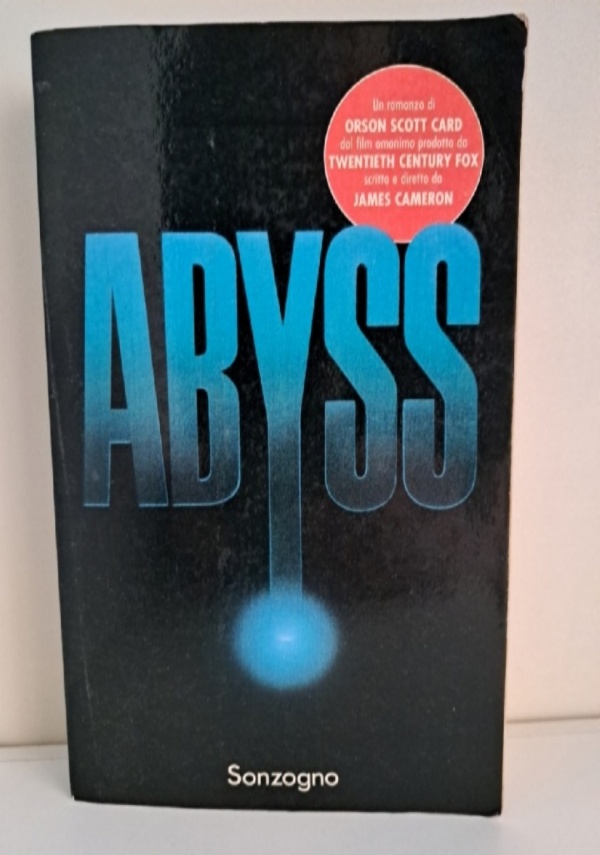 Un romanzo di
ORSON SCOTT CARD
dal film omonimo prodotto da
TWENTIETH CENTURY FOX
scritto e diretto da
JAMES CAMERON
ABYSS
Sonzogno